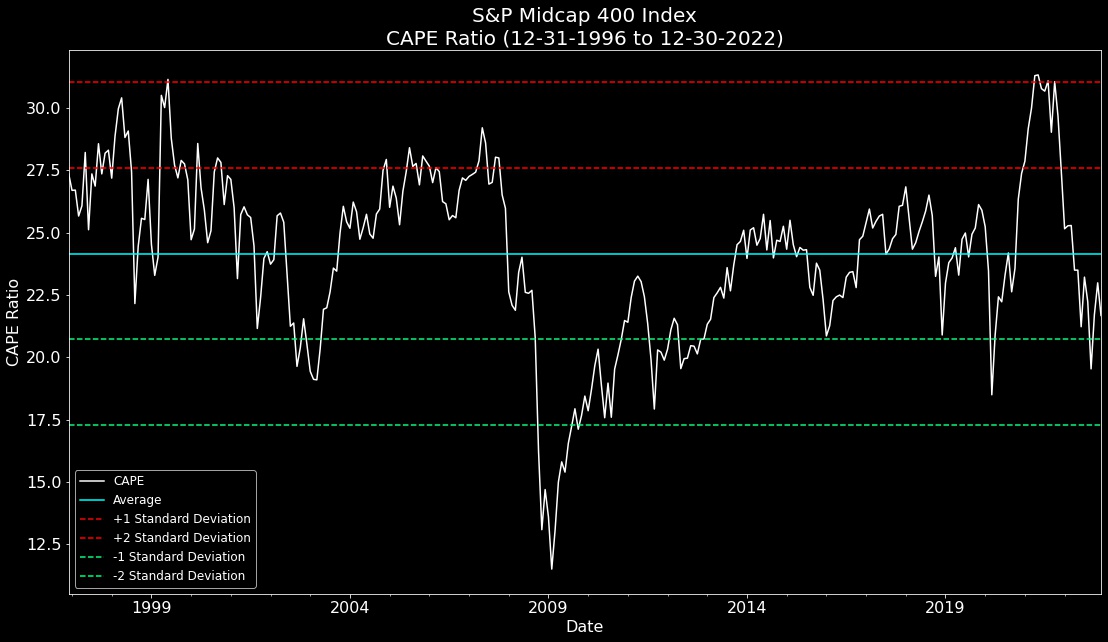 S&P Midcap 400 Index
CAPE Ratio (12-31-1996 to 12-30-2022)
CAPE Ratio
30.0
27.5
25.0
22.5
20.0
17.5
15.0
12.5
CAPE
Average
+1 Standard Deviation
+2 Standard Deviation
-1 Standard Deviation
-2 Standard Deviation
1999 2004 2009 2014 2019
Date